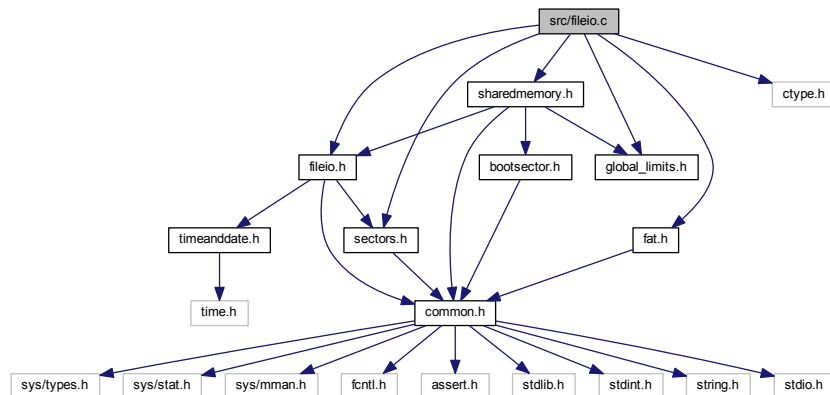 src/fileio.c
sharedmemory.h
ctype.h
fileio.h
bootsector.h
global_limits.h
timeanddate.h
sectors.h
fat.h
time.h
common.h
sys/types.h
sys/stat.h
sys/mman.h
fcntl.h
assert.h
stdlib.h
stdint.h
string.h
stdio.h